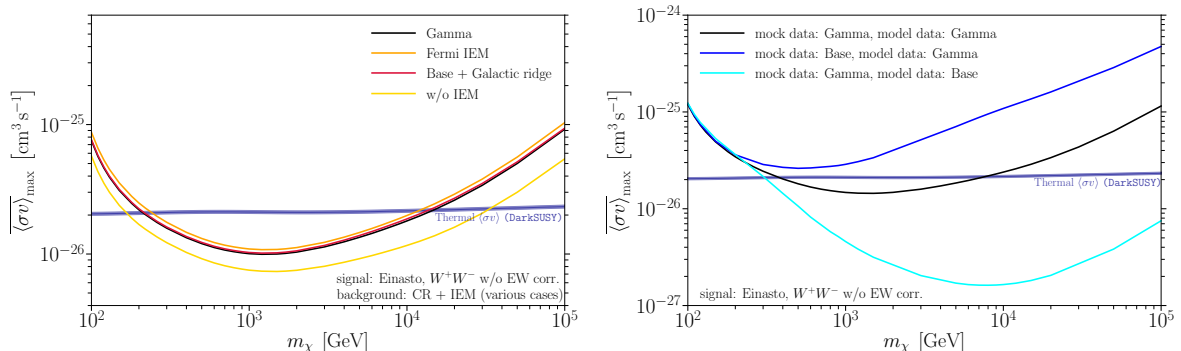 Gamma
Fermi IEM
Base + Galactic ridge
w/o IEM
10⁻²⁵
10⁻²⁶
\overline{⟨σv⟩}_max [cm³ s⁻¹]
Thermal ⟨σv⟩ (DarkSUSY)
signal: Einasto, W⁺W⁻ w/o EW corr.
background: CR + IEM (various cases)
10² 10³ 10⁴ 10⁵
m_χ [GeV]
mock data: Gamma, model data: Gamma
mock data: Base, model data: Gamma
mock data: Gamma, model data: Base
10⁻²⁴
10⁻²⁵
10⁻²⁶
10⁻²⁷
\overline{⟨σv⟩}_max [cm³ s⁻¹]
Thermal ⟨σv⟩ (DarkSUSY)
signal: Einasto, W⁺W⁻ w/o EW corr.
10² 10³ 10⁴ 10⁵
m_χ [GeV]